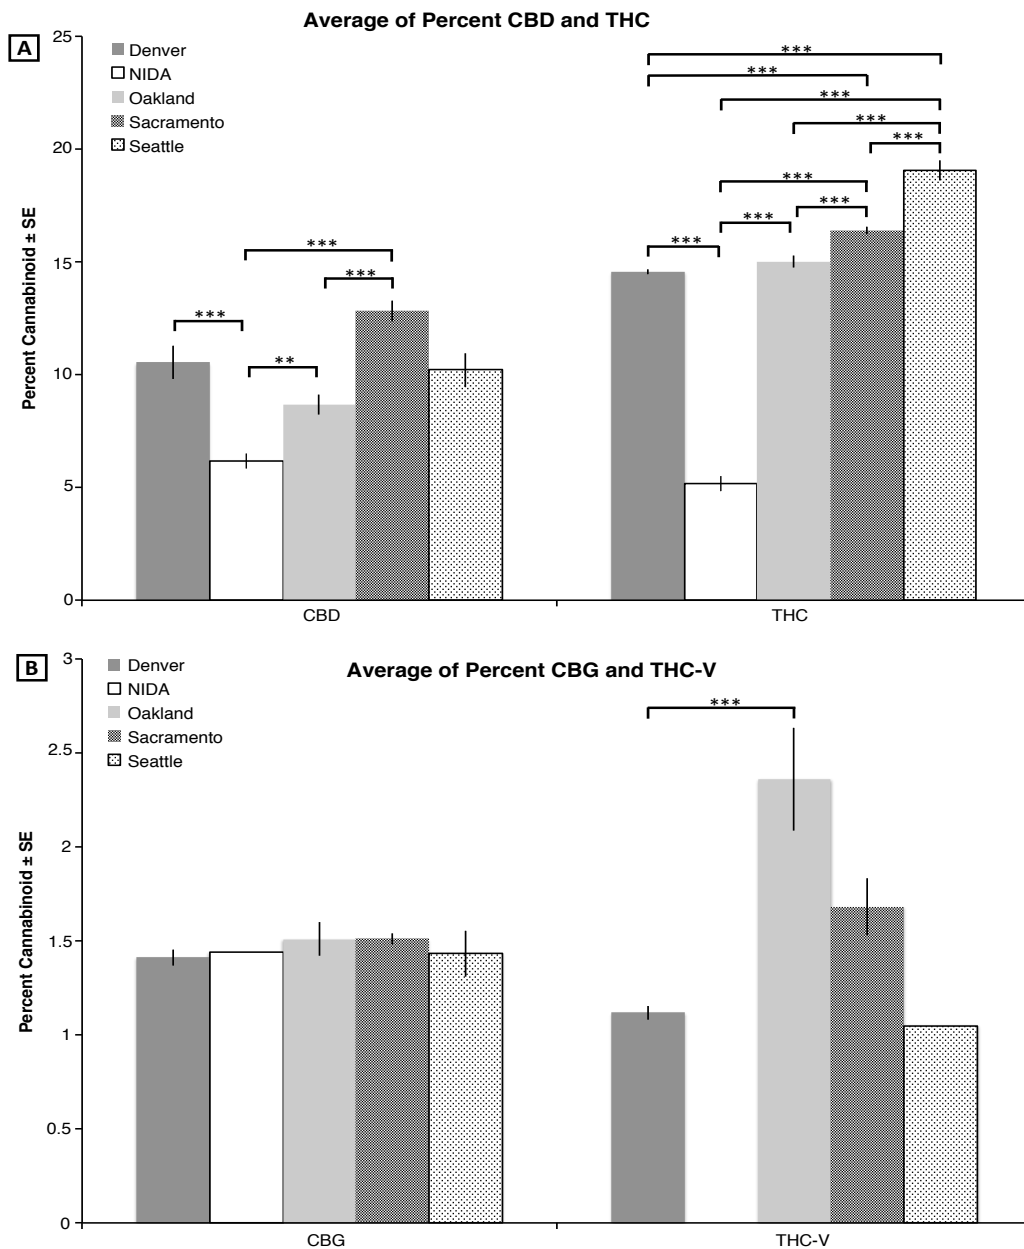 Average of Percent CBD and THC
A
25
20
15
10
5
0
Percent Cannabinoid ± SE
Denver
NIDA
Oakland
Sacramento
Seattle
***
***
***
***
***
***
***
***
***
***
***
***
**
CBD
THC
B
Average of Percent CBG and THC-V
3
2.5
2
1.5
1
0.5
0
Percent Cannabinoid ± SE
Denver
NIDA
Oakland
Sacramento
Seattle
***
CBG
THC-V